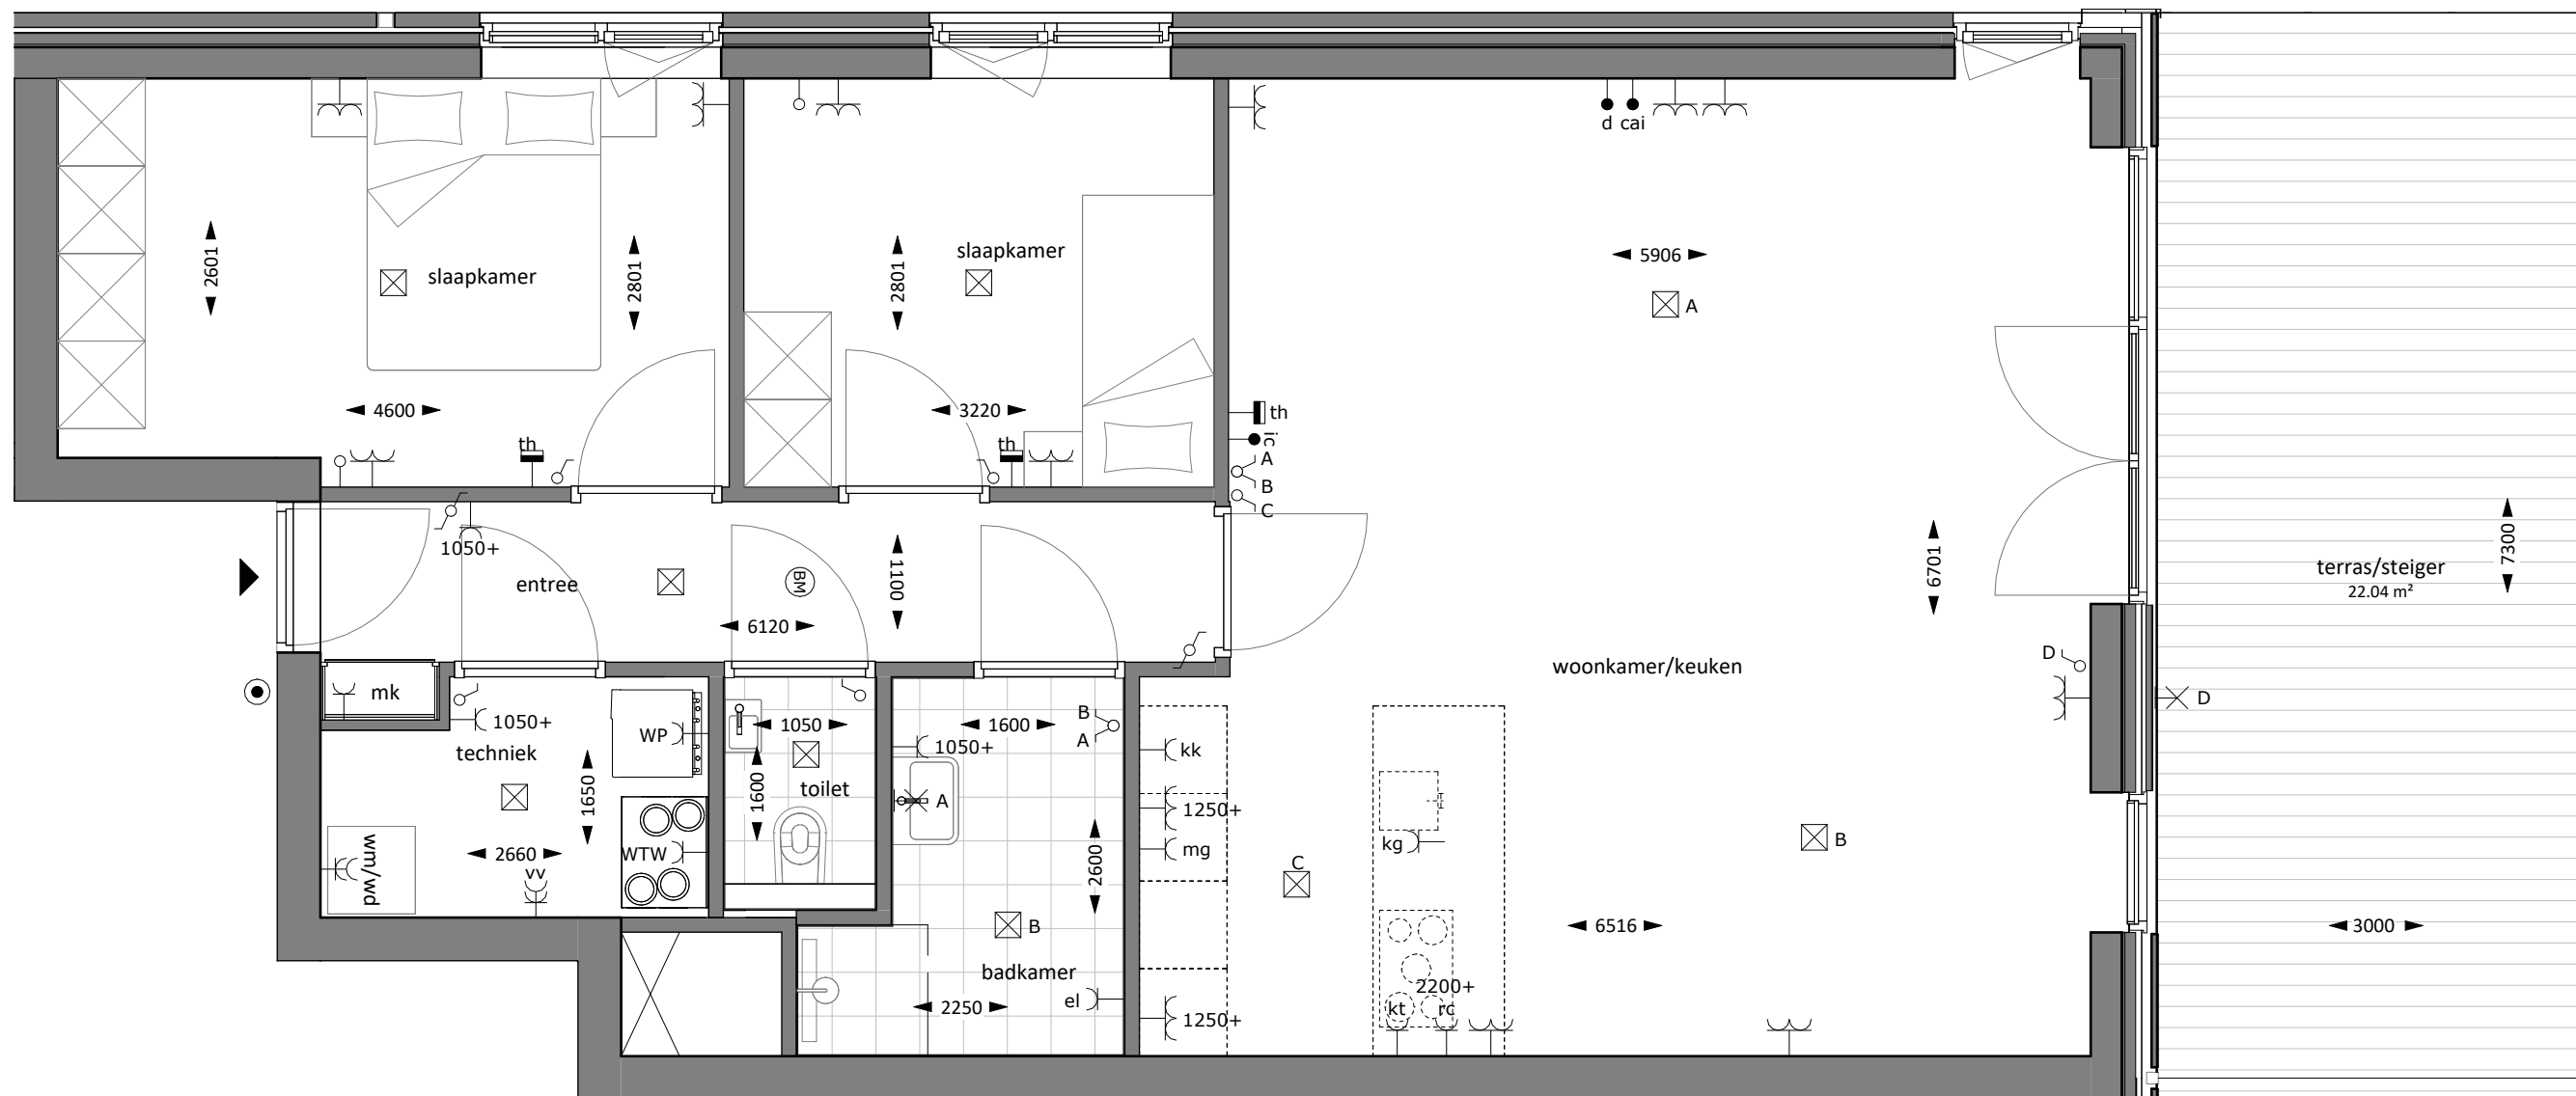 d cai
2601
slaapkamer
2801
2801
slaapkamer
5906
A
4600
th
3220
th
th
ic
A
B
C
1050+
entree
BM
1100
6120
6701
terras/steiger
22.04 m²
7300
woonkamer/keuken
D
D
mk
1050+
techniek
WP
1650
1050
1600
toilet
1600
B
A
1050+
A
kk
1250+
mg
kg
B
C
wm/wd
2660
vv
WTW
2600
B
6516
3000
badkamer
el
2250
1250+
2200+
kt
rc